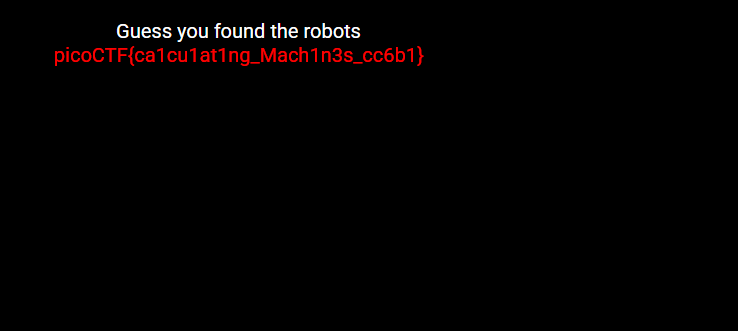 Guess you found the robots
picoCTF{ca1cu1at1ng_Mach1n3s_cc6b1}